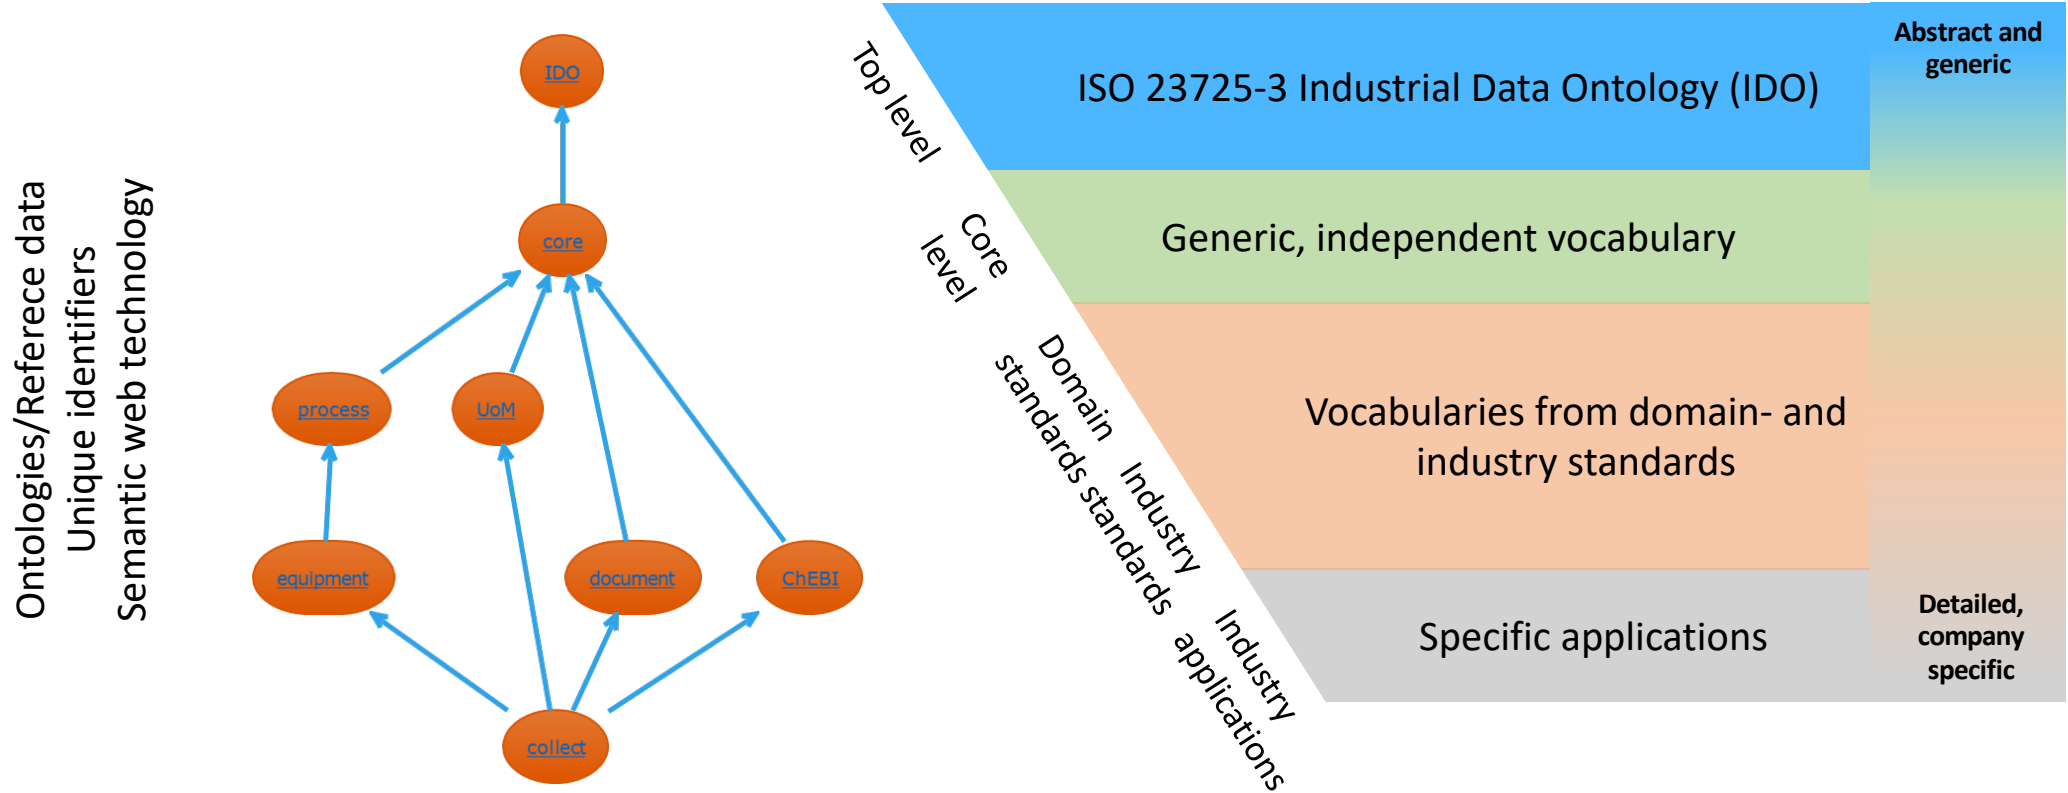 Ontologies/Referece data
Unique identifiers
Semantic web technology
IDO
core
process
UoM
equipment
document
ChEBI
collect
Top level
Core
level
Domain
standards
Industry
standards
Industry
applications
ISO 23725-3 Industrial Data Ontology (IDO)
Generic, independent vocabulary
Vocabularies from domain- and
industry standards
Specific applications
Abstract and
generic
Detailed,
company
specific